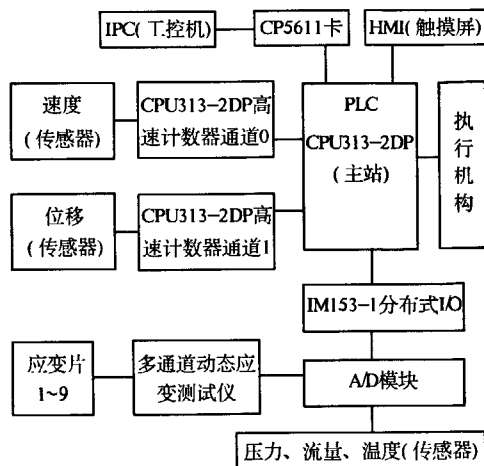 IPC(工控机)
CP5611卡
HMI(触摸屏)
速度
(传感器)
CPU313-2DP高
速计数器通道0
PLC
CPU313-2DP
(主站)
执
行
机
构
位移
(传感器)
CPU313-2DP高
速计数器通道1
IM153-1分布式I/O
应变片
1~9
多通道动态应
变测试仪
A/D模块
压力、流量、温度(传感器)